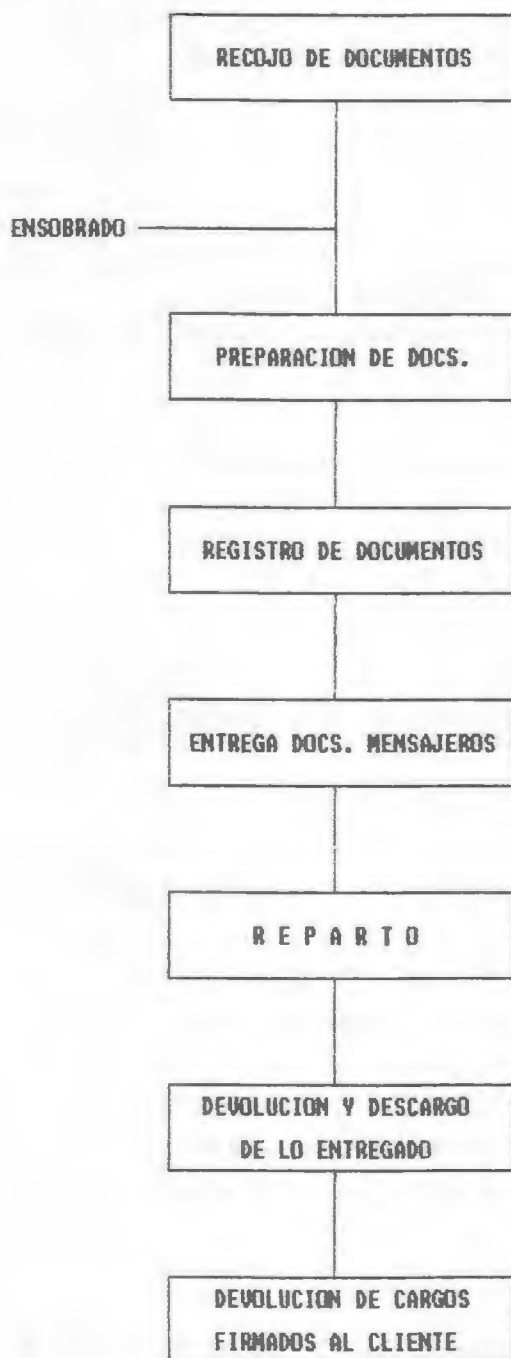 RECOJO DE DOCUMENTOS
ENSOBRADO
PREPARACION DE DOCS.
REGISTRO DE DOCUMENTOS
ENTREGA DOCS. MENSAJEROS
R E P A R T O
DEVOLUCION Y DESCARGO
DE LO ENTREGADO
DEVOLUCION DE CARGOS
FIRMADOS AL CLIENTE